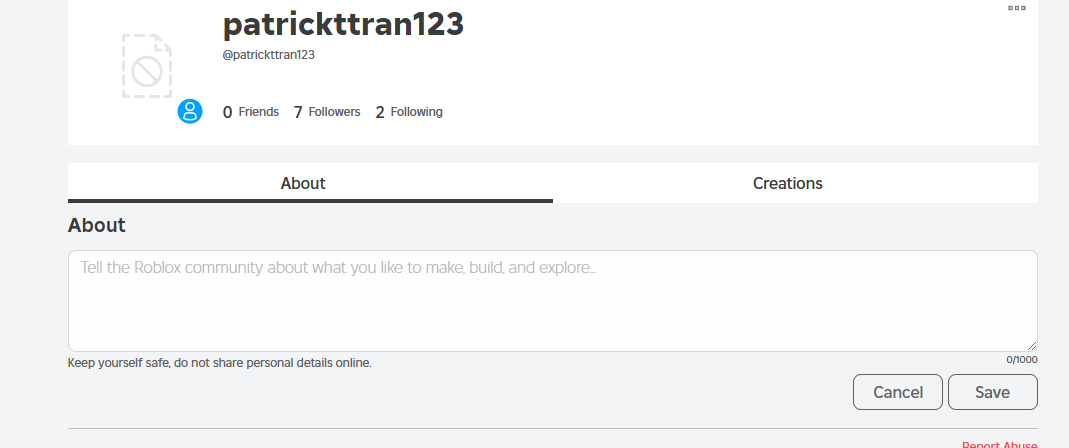 patrickttran123
@patrickttran123
0 Friends 7 Followers 2 Following
About Creations
About
Tell the Roblox community about what you like to make, build, and explore...
Keep yourself safe, do not share personal details online. 0/1000
Cancel Save
Report Abuse